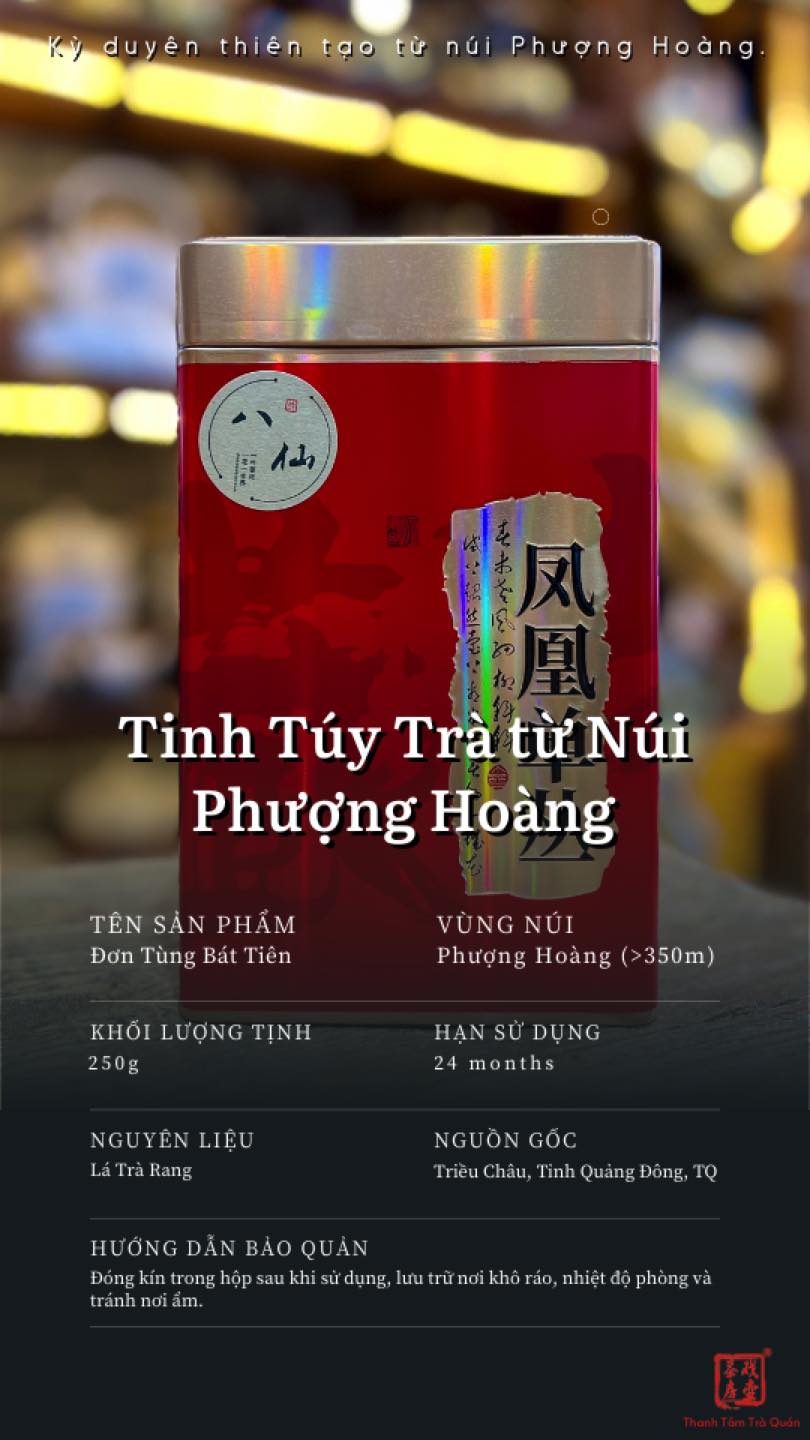 Kỳ duyên thiên tạo từ núi Phượng Hoàng.
八仙
凤凰单丛
Tinh Túy Trà từ Núi
Phượng Hoàng
TÊN SẢN PHẨM
Đơn Tùng Bát Tiên
VÙNG NÚI
Phượng Hoàng (>350m)
KHỐI LƯỢNG TỊNH
250g
HẠN SỬ DỤNG
24 months
NGUYÊN LIỆU
Lá Trà Rang
NGUỒN GỐC
Triều Châu, Tỉnh Quảng Đông, TQ
HƯỚNG DẪN BẢO QUẢN
Đóng kín trong hộp sau khi sử dụng, lưu trữ nơi khô ráo, nhiệt độ phòng và
tránh nơi ẩm.
Thanh Tâm Trà Quán